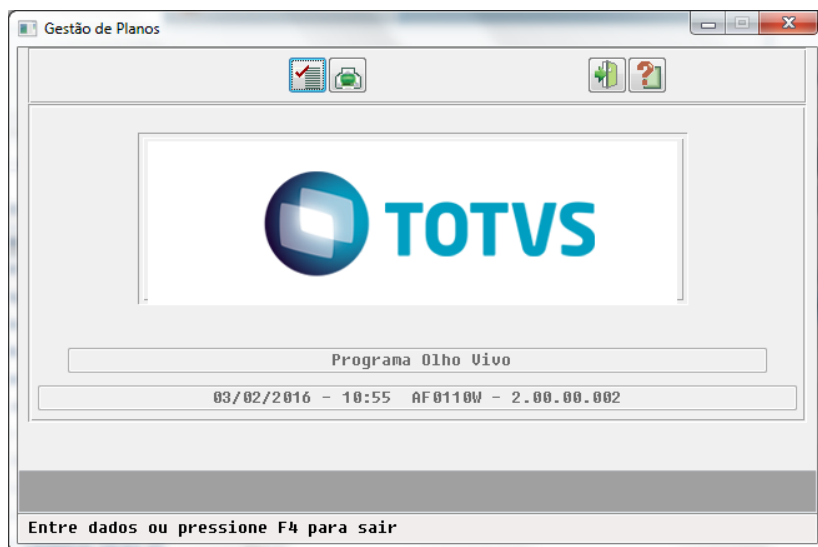 Gestão de Planos
TOTVS
Programa Olho Vivo
03/02/2016 - 10:55 AF0110W - 2.00.00.002
Entre dados ou pressione F4 para sair